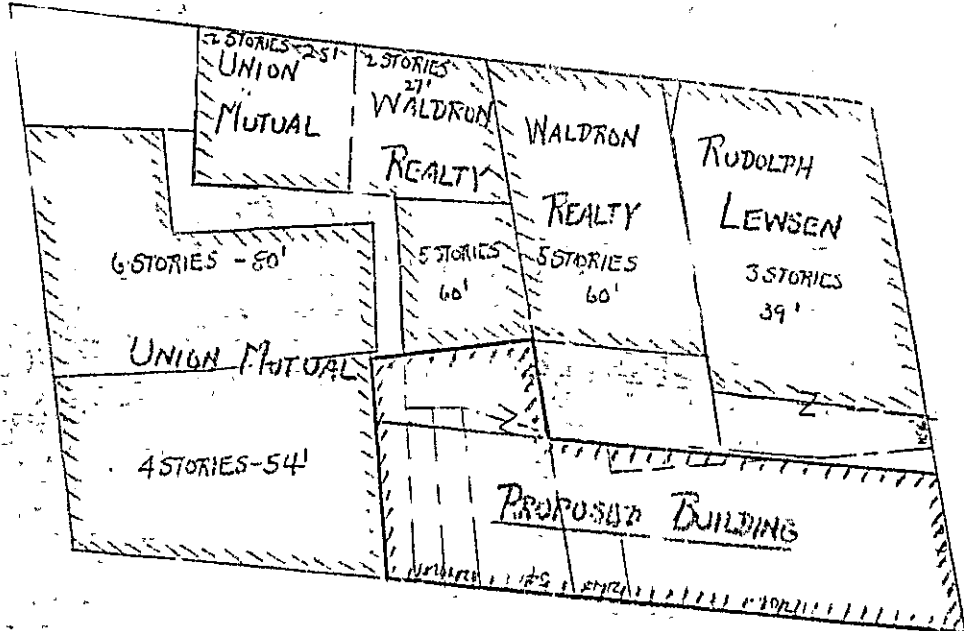 2 STORIES-25'
UNION
MUTUAL
2 STORIES
27'
WALDRON
REALTY
WALDRON
REALTY
5 STORIES
60'
RUDOLPH
LEWSEN
3 STORIES
39'
6 STORIES - 80'
5 STORIES
60'
UNION MUTUAL
4 STORIES-54'
PROPOSED BUILDING